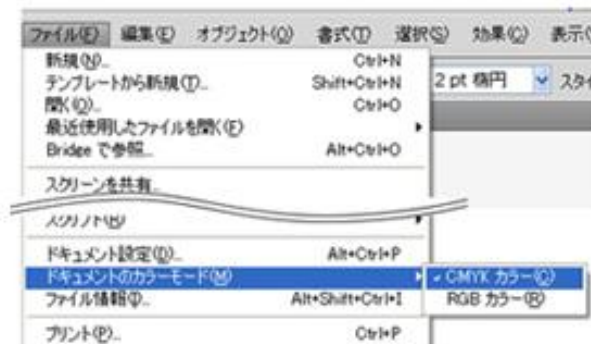 ファイル(F) 編集(E) オブジェクト(O) 書式(T) 選択(S) 効果(C) 表示(
新規(N)... Ctrl+N
テンプレートから新規(T)... Shift+Ctrl+N
開く(O)... Ctrl+O
最近使用したファイルを開く(F)
Bridge で参照... Alt+Ctrl+O
2 pt 楕円 スタイ
スクリーンを共有...
スクリプト(R)
ドキュメント設定(D)... Alt+Ctrl+P
ドキュメントのカラーモード(M) ✓ CMYK カラー(C)
ファイル情報(I)... Alt+Shift+Ctrl+I RGB カラー(R)
プリント(P)... Ctrl+P